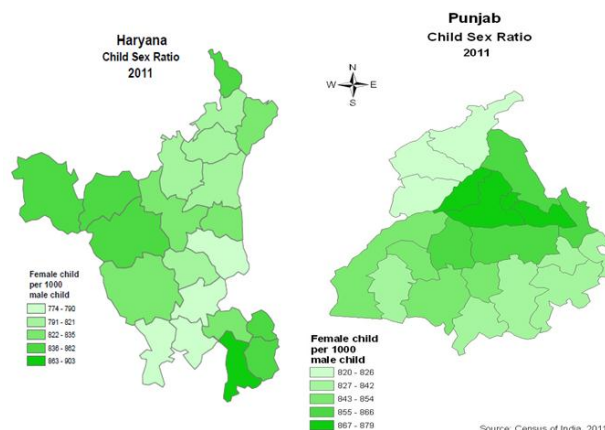 Haryana
Child Sex Ratio
2011
Female child
per 1000
male child
774 - 790
791 - 821
822 - 835
836 - 862
863 - 903
Punjab
Child Sex Ratio
2011
N
W E
S
Female child
per 1000
male child
820 - 826
827 - 842
843 - 854
855 - 866
867 - 879
Source: Census of India, 2011